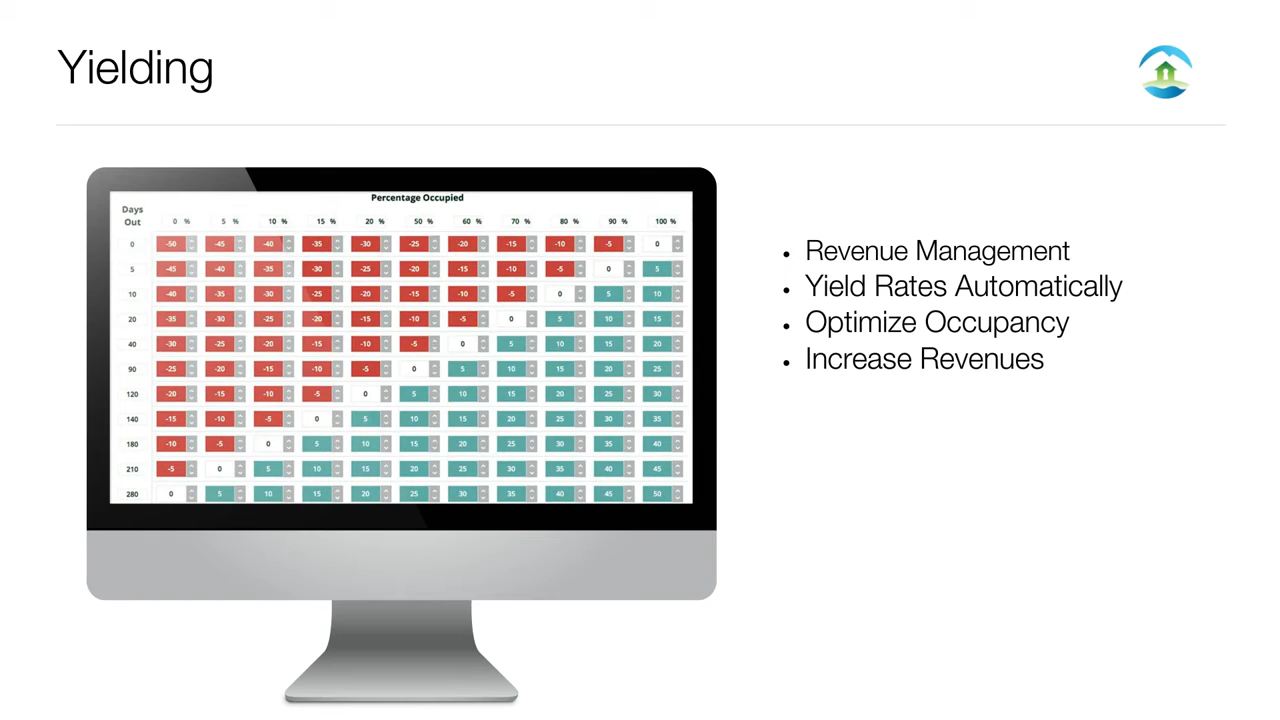 Yielding
Percentage Occupied
Days
Out
0 % 5 % 10 % 15 % 20 % 50 % 60 % 70 % 80 % 90 % 100 %
0 -50 -45 -40 -35 -30 -25 -20 -15 -10 -5 0
5 -45 -40 -35 -30 -25 -20 -15 -10 -5 0 5
10 -40 -35 -30 -25 -20 -15 -10 -5 0 5 10
20 -35 -30 -25 -20 -15 -10 -5 0 5 10 15
40 -30 -25 -20 -15 -10 -5 0 5 10 15 20
90 -25 -20 -15 -10 -5 0 5 10 15 20 25
120 -20 -15 -10 -5 0 5 10 15 20 25 30
140 -15 -10 -5 0 5 10 15 20 25 30 35
180 -10 -5 0 5 10 15 20 25 30 35 40
210 -5 0 5 10 15 20 25 30 35 40 45
280 0 5 10 15 20 25 30 35 40 45 50
• Revenue Management
• Yield Rates Automatically
• Optimize Occupancy
• Increase Revenues